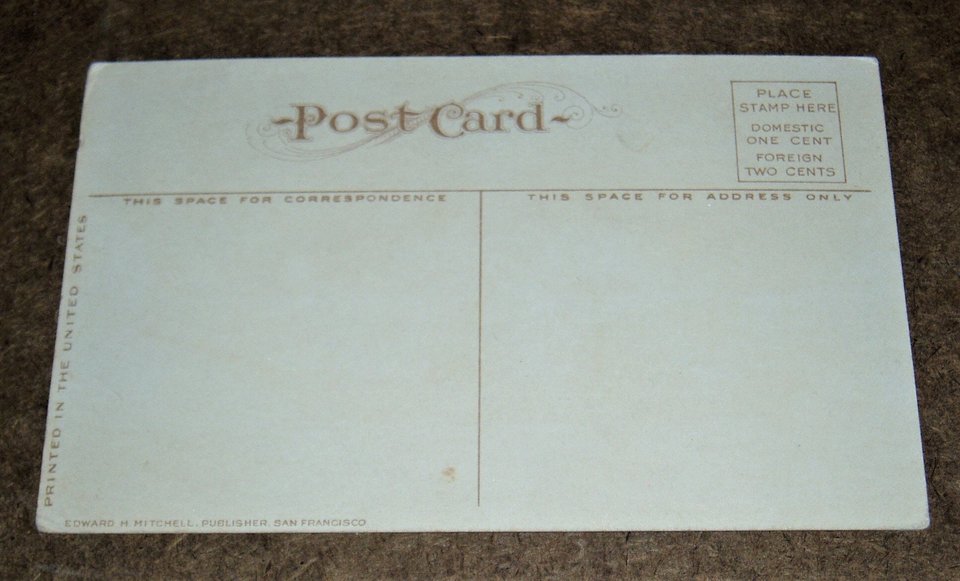 Post Card
PLACE
STAMP HERE
DOMESTIC
ONE CENT
FOREIGN
TWO CENTS
THIS SPACE FOR CORRESPONDENCE
THIS SPACE FOR ADDRESS ONLY
PRINTED IN THE UNITED STATES
EDWARD H. MITCHELL, PUBLISHER, SAN FRANCISCO